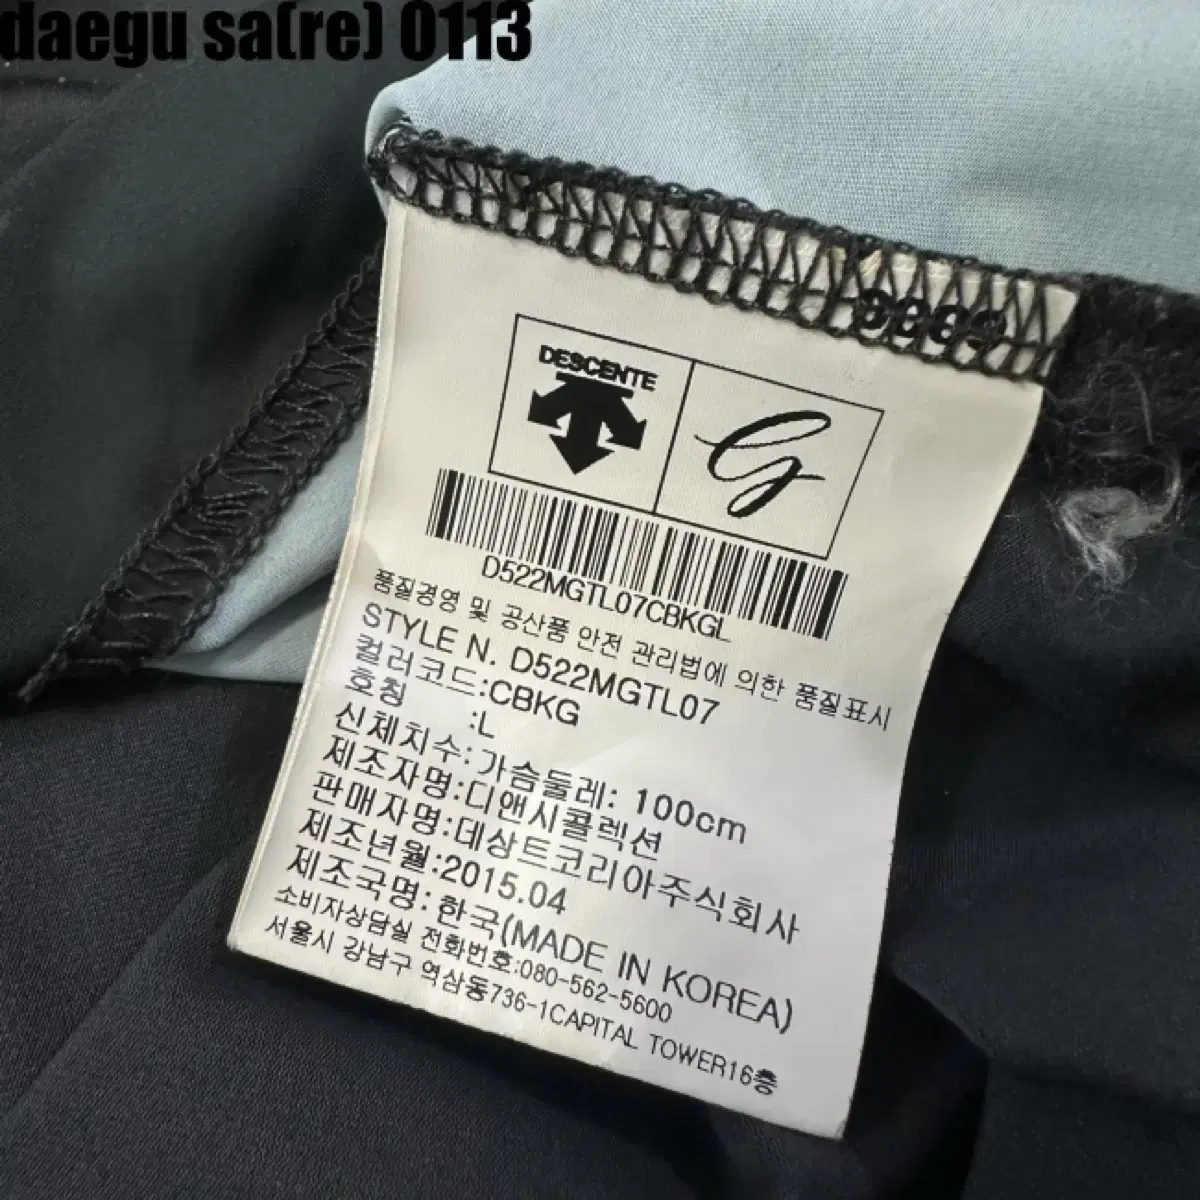 daegu sa(re) 0113
DESCENTE
G
D522MGTL07CBKGL
품질경영 및 공산품 안전 관리법에 의한 품질표시
STYLE N. D522MGTL07
컬러코드:CBKG
호칭 :L
신체치수: 가슴둘레: 100cm
제조자명:디앤시콜렉션
판매자명:데상트코리아주식회사
제조년월:2015.04
제조국명: 한국(MADE IN KOREA)
소비자상담실 전화번호:080-562-5600
서울시 강남구 역삼동736-1CAPITAL TOWER16층